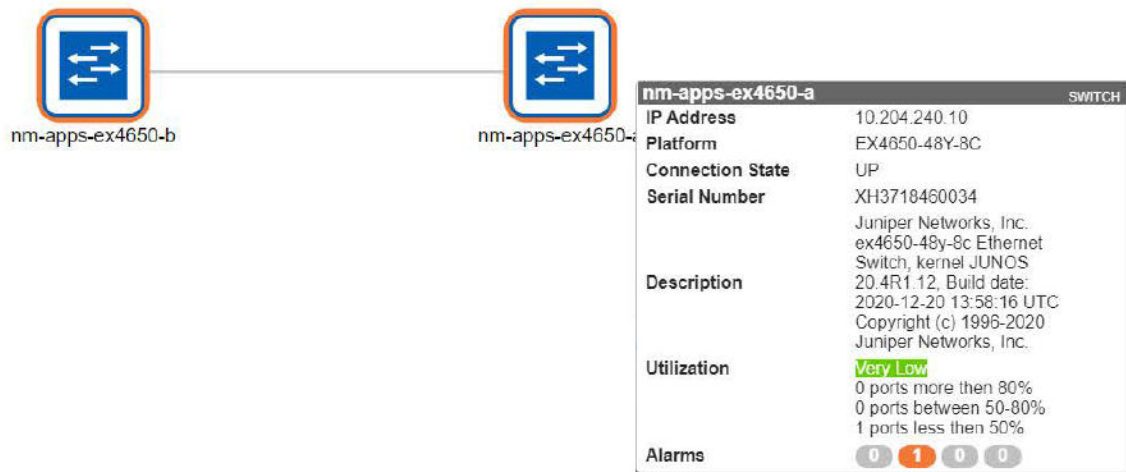 nm-apps-ex4650-b
nm-apps-ex4650-a
nm-apps-ex4650-a SWITCH
IP Address 10.204.240.10
Platform EX4650-48Y-8C
Connection State UP
Serial Number XH3718460034
Description Juniper Networks, Inc.
ex4650-48y-8c Ethernet
Switch, kernel JUNOS
20.4R1.12, Build date:
2020-12-20 13:58:16 UTC
Copyright (c) 1996-2020
Juniper Networks, Inc.
Utilization Very Low
0 ports more then 80%
0 ports between 50-80%
1 ports less then 50%
Alarms 0 1 0 0